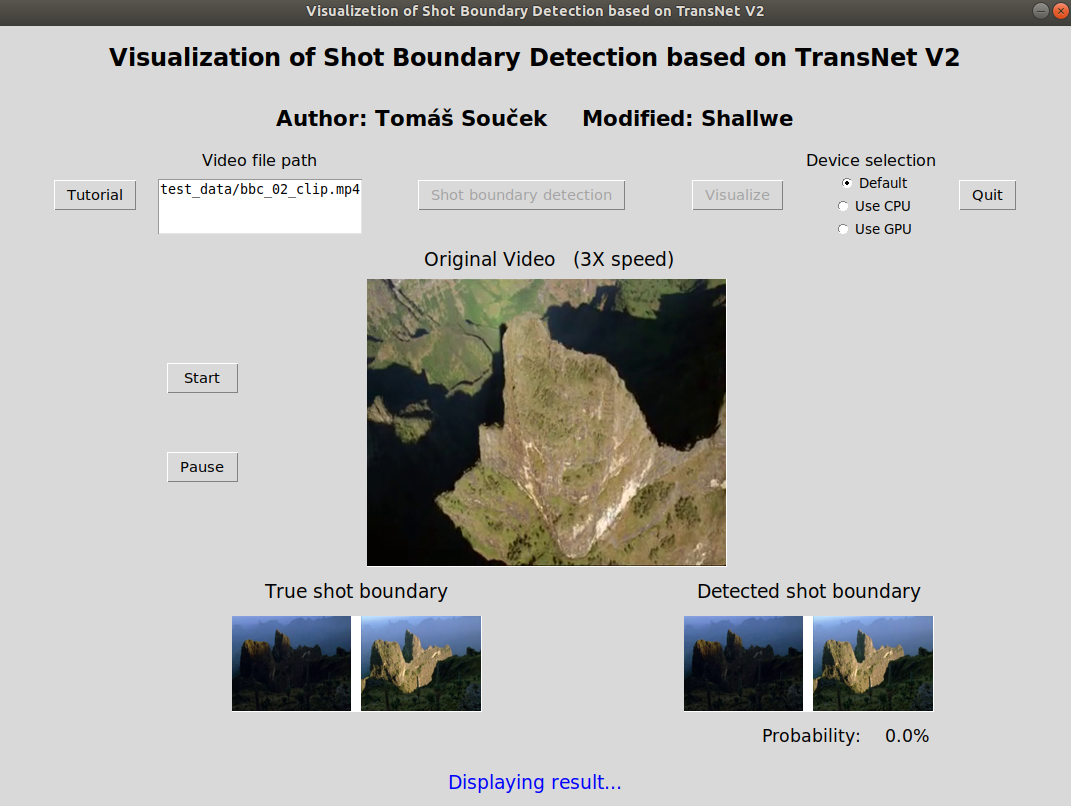 Visualizetion of Shot Boundary Detection based on TransNet V2
Visualization of Shot Boundary Detection based on TransNet V2
Author: Tomáš Souček Modified: Shallwe
Video file path
Device selection
Tutorial
test_data/bbc_02_clip.mp4
Shot boundary detection
Visualize
Default
Use CPU
Use GPU
Quit
Original Video (3X speed)
Start
Pause
True shot boundary
Detected shot boundary
Probability: 0.0%
Displaying result...